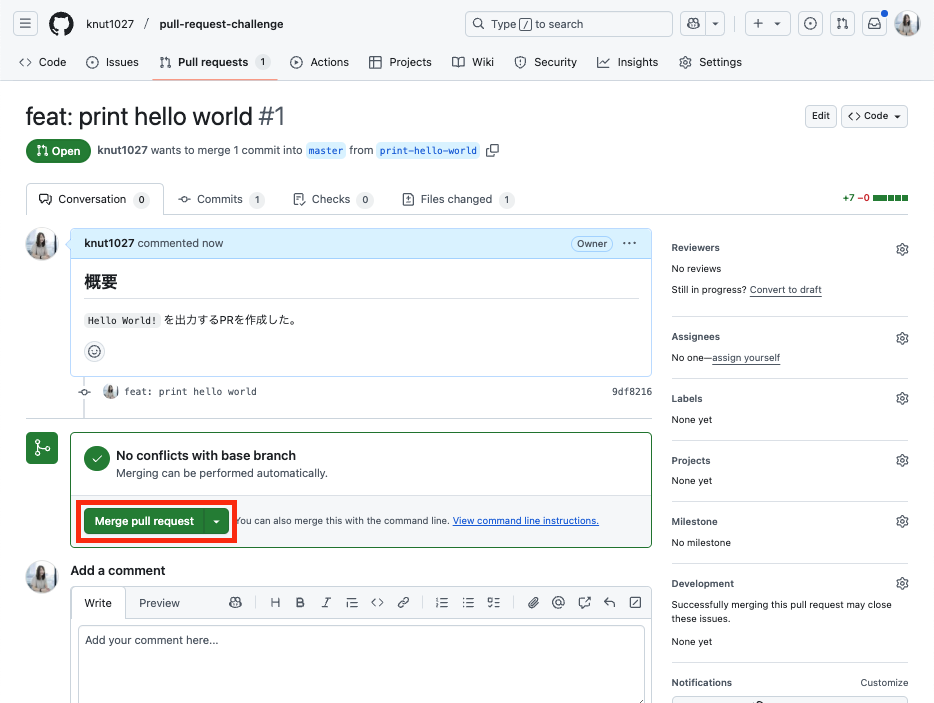 knut1027 / pull-request-challenge
Type / to search
Code
Issues
Pull requests 1
Actions
Projects
Wiki
Security
Insights
Settings
feat: print hello world #1
Edit
<> Code
Open
knut1027 wants to merge 1 commit into master from print-hello-world
Conversation 0
Commits 1
Checks 0
Files changed 1
+7 −0
knut1027 commented now
Owner
概要
Hello World! を出力するPRを作成した。
feat: print hello world
9df8216
No conflicts with base branch
Merging can be performed automatically.
Merge pull request
You can also merge this with the command line. View command line instructions.
Add a comment
Write
Preview
Add your comment here...
Reviewers
No reviews
Still in progress? Convert to draft
Assignees
No one—assign yourself
Labels
None yet
Projects
None yet
Milestone
No milestone
Development
Successfully merging this pull request may close
these issues.
None yet
Notifications
Customize